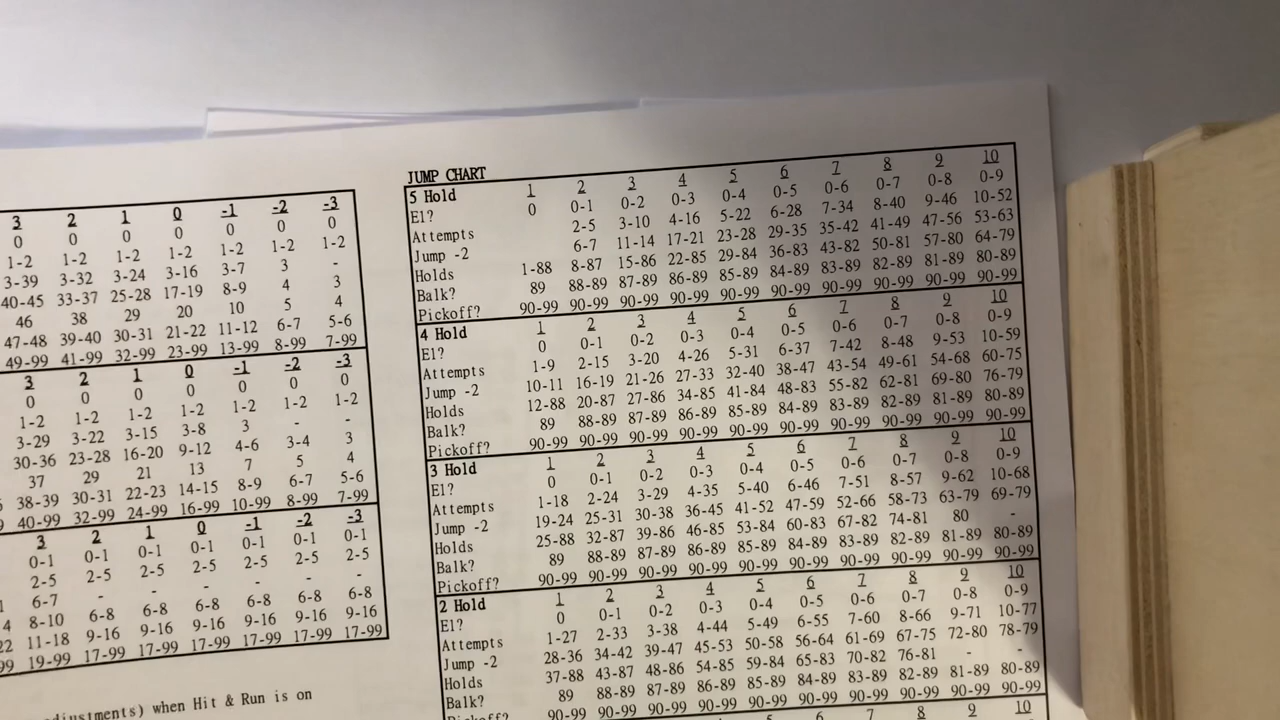 3 2 1 0 -1 -2 -3
0 0 0 0 0 0 0
1-2 1-2 1-2 1-2 1-2 1-2 1-2
3-39 3-32 3-24 3-16 3-7 3 -
40-45 33-37 25-28 17-19 8-9 4 3
46 38 29 20 10 5 4
47-48 39-40 30-31 21-22 11-12 6-7 5-6
49-99 41-99 32-99 23-99 13-99 8-99 7-99
3 2 1 0 -1 -2 -3
0 0 0 0 0 0 0
1-2 1-2 1-2 1-2 1-2 1-2 1-2
3-29 3-22 3-15 3-8 3 - -
30-36 23-28 16-20 9-12 4-6 3-4 3
37 29 21 13 7 5 4
38-39 30-31 22-23 14-15 8-9 6-7 5-6
40-99 32-99 24-99 16-99 10-99 8-99 7-99
3 2 1 0 -1 -2 -3
0-1 0-1 0-1 0-1 0-1 0-1 0-1
2-5 2-5 2-5 2-5 2-5 2-5 2-5
6-7 - - - - - -
8-10 6-8 6-8 6-8 6-8 6-8 6-8
11-18 9-16 9-16 9-16 9-16 9-16 9-16
19-99 17-99 17-99 17-99 17-99 17-99 17-99
when Hit & Run is on
JUMP CHART
5 Hold 1 2 3 4 5 6 7 8 9 10
E1? 0 0-1 0-2 0-3 0-4 0-5 0-6 0-7 0-8 0-9
Attempts 2-5 3-10 4-16 5-22 6-28 7-34 8-40 9-46 10-52
Jump -2 6-7 11-14 17-21 23-28 29-35 35-42 41-49 47-56 53-63
Holds 1-88 8-87 15-86 22-85 29-84 36-83 43-82 50-81 57-80 64-79
Balk? 89 88-89 87-89 86-89 85-89 84-89 83-89 82-89 81-89 80-89
Pickoff? 90-99 90-99 90-99 90-99 90-99 90-99 90-99 90-99 90-99 90-99
4 Hold 1 2 3 4 5 6 7 8 9 10
E1? 0 0-1 0-2 0-3 0-4 0-5 0-6 0-7 0-8 0-9
Attempts 1-9 2-15 3-20 4-26 5-31 6-37 7-42 8-48 9-53 10-59
Jump -2 10-11 16-19 21-26 27-33 32-40 38-47 43-54 49-61 54-68 60-75
Holds 12-88 20-87 27-86 34-85 41-84 48-83 55-82 62-81 69-80 76-79
Balk? 89 88-89 87-89 86-89 85-89 84-89 83-89 82-89 81-89 80-89
Pickoff? 90-99 90-99 90-99 90-99 90-99 90-99 90-99 90-99 90-99 90-99
3 Hold 1 2 3 4 5 6 7 8 9 10
E1? 0 0-1 0-2 0-3 0-4 0-5 0-6 0-7 0-8 0-9
Attempts 1-18 2-24 3-29 4-35 5-40 6-46 7-51 8-57 9-62 10-68
Jump -2 19-24 25-31 30-38 36-45 41-52 47-59 52-66 58-73 63-79 69-79
Holds 25-88 32-87 39-86 46-85 53-84 60-83 67-82 74-81 80 -
Balk? 89 88-89 87-89 86-89 85-89 84-89 83-89 82-89 81-89 80-89
Pickoff? 90-99 90-99 90-99 90-99 90-99 90-99 90-99 90-99 90-99 90-99
2 Hold 1 2 3 4 5 6 7 8 9 10
E1? 0 0-1 0-2 0-3 0-4 0-5 0-6 0-7 0-8 0-9
Attempts 1-27 2-33 3-38 4-44 5-49 6-55 7-60 8-66 9-71 10-77
Jump -2 28-36 34-42 39-47 45-53 50-58 56-64 61-69 67-75 72-80 78-79
Holds 37-88 43-87 48-86 54-85 59-84 65-83 70-82 76-81 - -
Balk? 89 88-89 87-89 86-89 85-89 84-89 83-89 82-89 81-89 80-89
Pickoff? 90-99 90-99 90-99 90-99 90-99 90-99 90-99 90-99 90-99 90-99
8 9 10